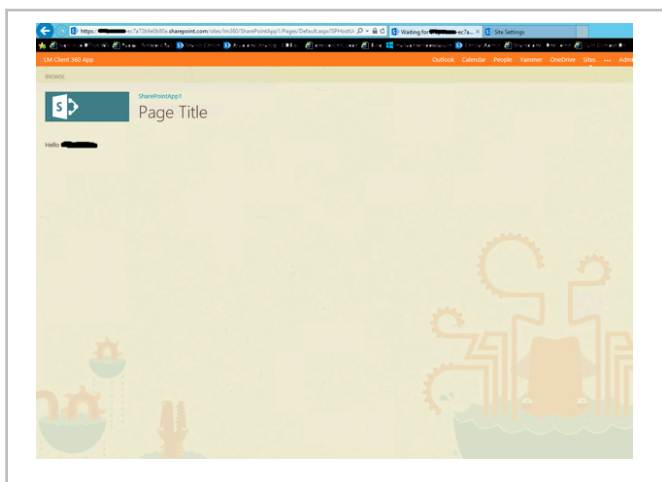 https://
ec7a72b9e0b80a.sharepoint.com/sites/lm360/SharePointApp1/Pages/Default.aspx?SPHostUr
Waiting for
ec7a...
Site Settings
LM Client 360 App
Outlook Calendar People Yammer OneDrive Sites ... Admi
BROWSE
SharePointApp1
Page Title
Hello